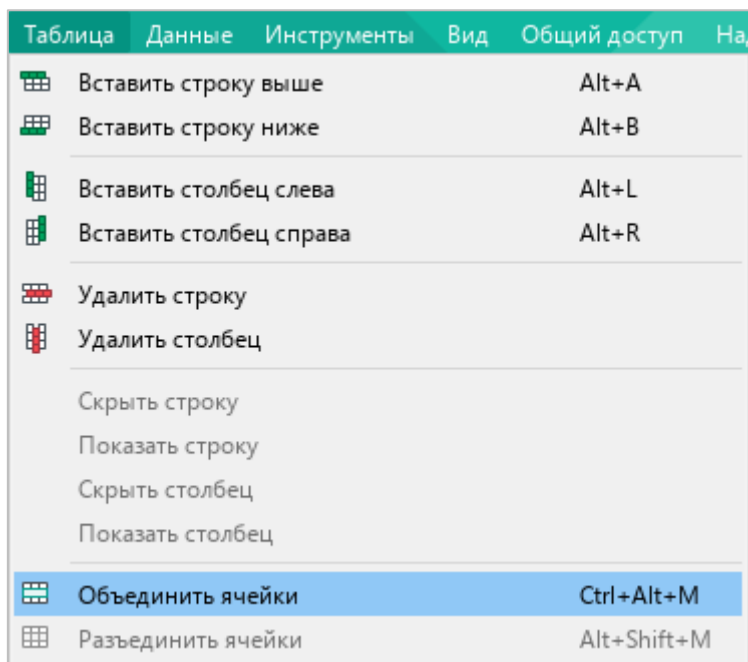 Таблица Данные Инструменты Вид Общий доступ На
Вставить строку выше Alt+A
Вставить строку ниже Alt+B
Вставить столбец слева Alt+L
Вставить столбец справа Alt+R
Удалить строку
Удалить столбец
Скрыть строку
Показать строку
Скрыть столбец
Показать столбец
Объединить ячейки Ctrl+Alt+M
Разъединить ячейки Alt+Shift+M